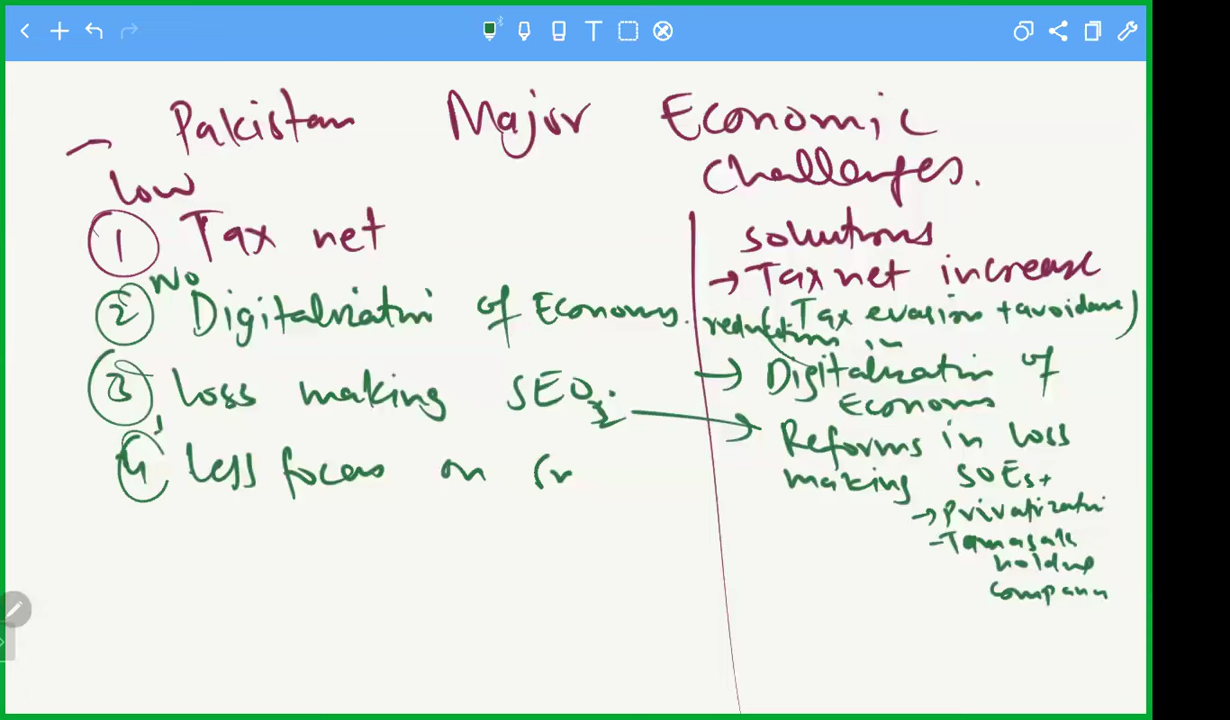 Pakistan Major Economic
Challenges.
low
1 Tax net
No
2 Digitalization of Economy.
3 loss making SEOs.
4 less focus on
solutions
→ Tax net increase
(Tax evasion + avoidance)
reduction in
→ Digitalization of
Economy
→ Reforms in loss
making SOEs+
→ Privatization
- Tamasak
holding
company